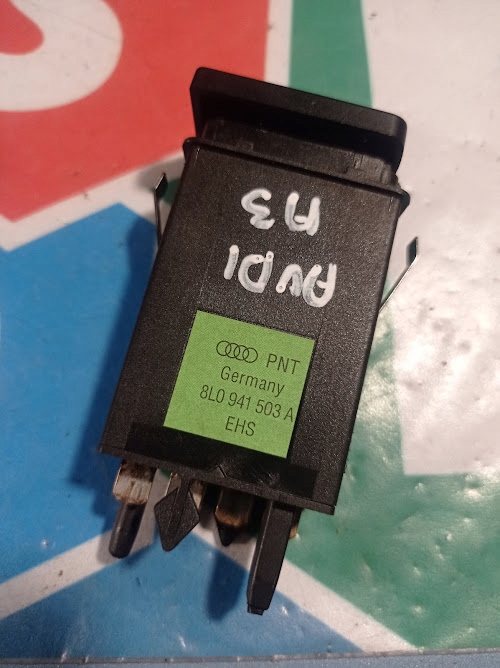 AUDI
A3
PNT
Germany
8L0 941 503 A
EHS